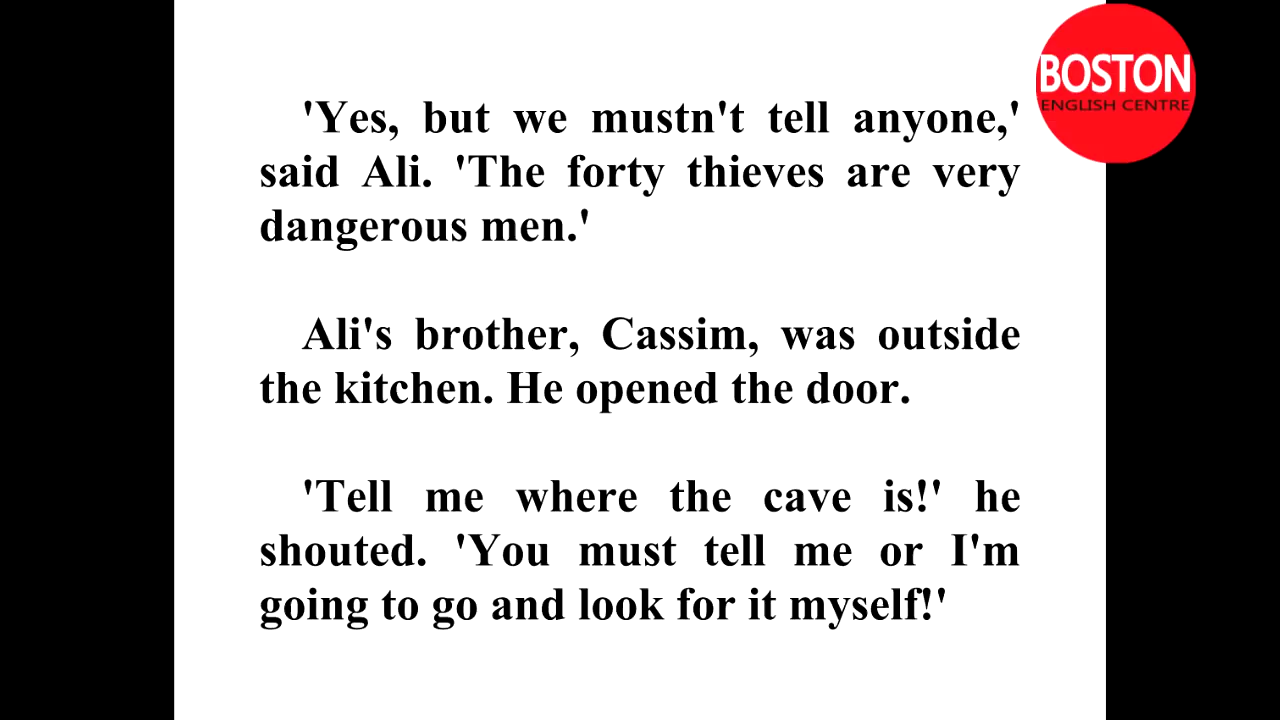 BOSTON
ENGLISH CENTRE
'Yes, but we mustn't tell anyone,'
said Ali. 'The forty thieves are very
dangerous men.'
Ali's brother, Cassim, was outside
the kitchen. He opened the door.
'Tell me where the cave is!' he
shouted. 'You must tell me or I'm
going to go and look for it myself!'